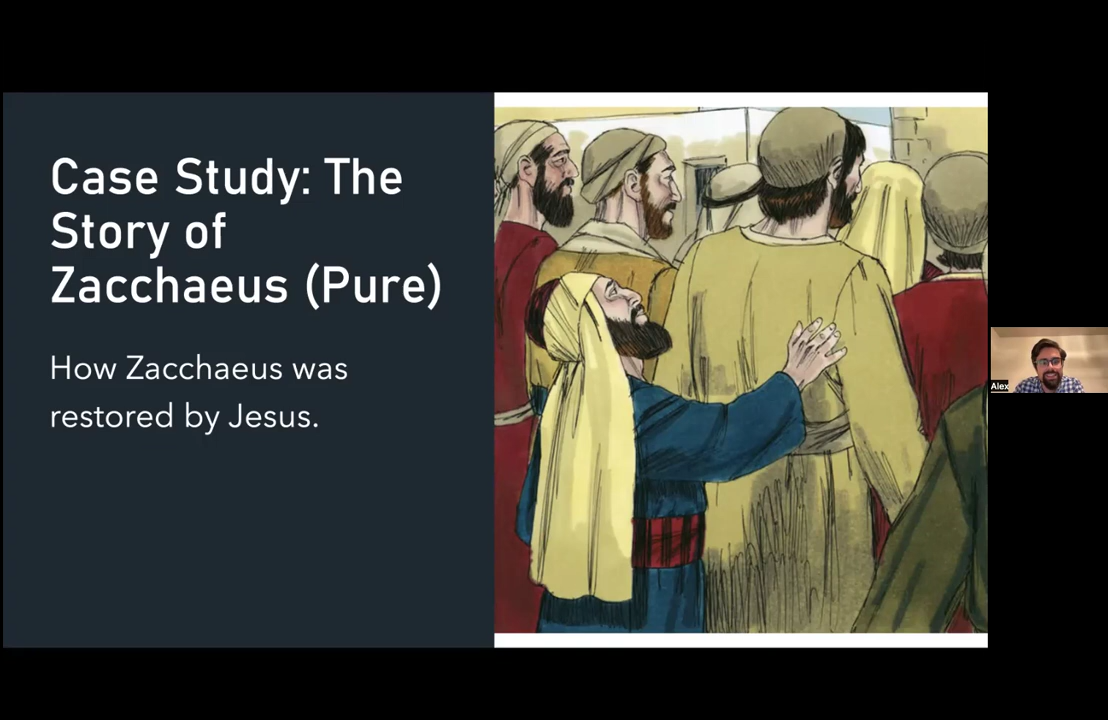 Case Study: The
Story of
Zacchaeus (Pure)
How Zacchaeus was
restored by Jesus.
Alex